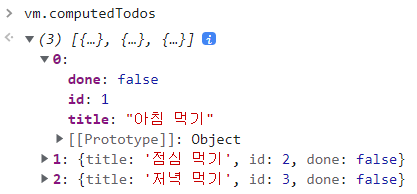 > vm.computedTodos
(3) [{…}, {…}, {…}] i
0:
done: false
id: 1
title: "아침 먹기"
[[Prototype]]: Object
1: {title: '점심 먹기', id: 2, done: false}
2: {title: '저녁 먹기', id: 3, done: false}